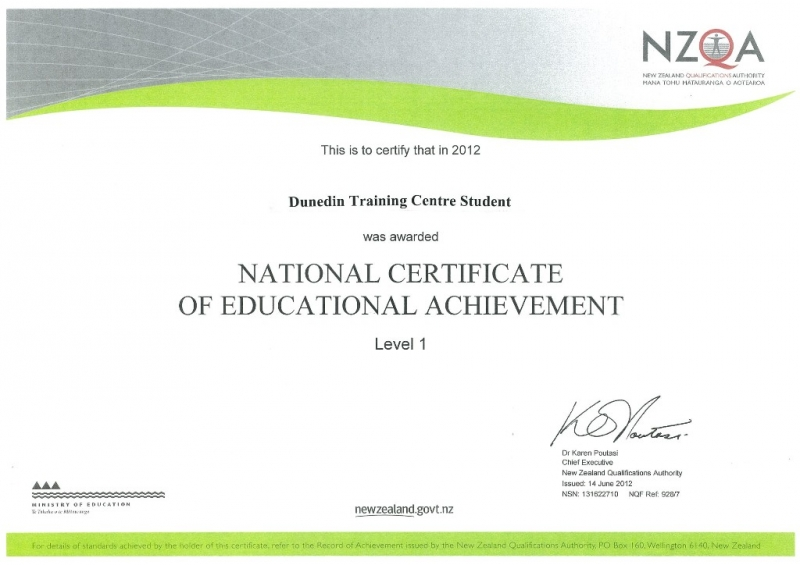 NZQA
NEW ZEALAND QUALIFICATIONS AUTHORITY
MANA TOHU MĀTAURANGA O AOTEAROA
This is to certify that in 2012
Dunedin Training Centre Student
was awarded
NATIONAL CERTIFICATE
OF EDUCATIONAL ACHIEVEMENT
Level 1
Dr Karen Poutasi
Chief Executive
New Zealand Qualifications Authority
Issued: 14 June 2012
NSN: 131622710 NQF Ref: 928/7
MINISTRY OF EDUCATION
Te Tāhuhu o te Mātauranga
newzealand.govt.nz
For details of standards achieved by the holder of this certificate, refer to the Record of Achievement issued by the New Zealand Qualifications Authority, PO Box 160, Wellington 6140, New Zealand